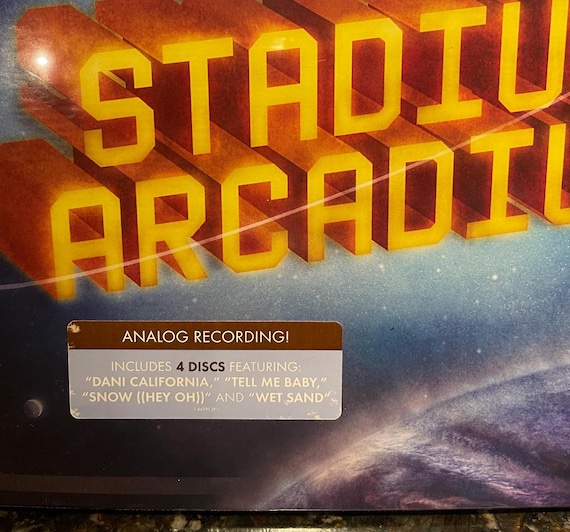 STADIU
ARCADIU
ANALOG RECORDING!
INCLUDES 4 DISCS FEATURING:
“DANI CALIFORNIA,” “TELL ME BABY,”
“SNOW ((HEY OH))” AND “WET SAND”